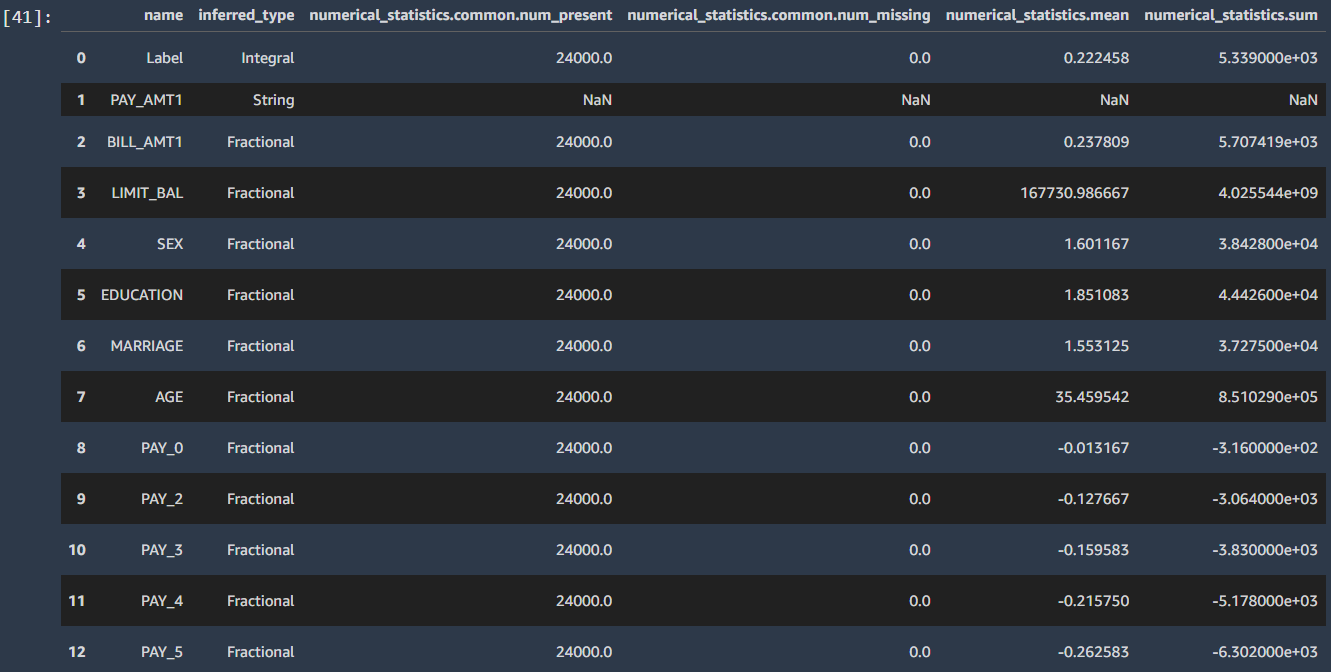 [41]: name inferred_type numerical_statistics.common.num_present numerical_statistics.common.num_missing numerical_statistics.mean numerical_statistics.sum
0 Label Integral 24000.0 0.0 0.222458 5.339000e+03
1 PAY_AMT1 String NaN NaN NaN NaN
2 BILL_AMT1 Fractional 24000.0 0.0 0.237809 5.707419e+03
3 LIMIT_BAL Fractional 24000.0 0.0 167730.986667 4.025544e+09
4 SEX Fractional 24000.0 0.0 1.601167 3.842800e+04
5 EDUCATION Fractional 24000.0 0.0 1.851083 4.442600e+04
6 MARRIAGE Fractional 24000.0 0.0 1.553125 3.727500e+04
7 AGE Fractional 24000.0 0.0 35.459542 8.510290e+05
8 PAY_0 Fractional 24000.0 0.0 -0.013167 -3.160000e+02
9 PAY_2 Fractional 24000.0 0.0 -0.127667 -3.064000e+03
10 PAY_3 Fractional 24000.0 0.0 -0.159583 -3.830000e+03
11 PAY_4 Fractional 24000.0 0.0 -0.215750 -5.178000e+03
12 PAY_5 Fractional 24000.0 0.0 -0.262583 -6.302000e+03